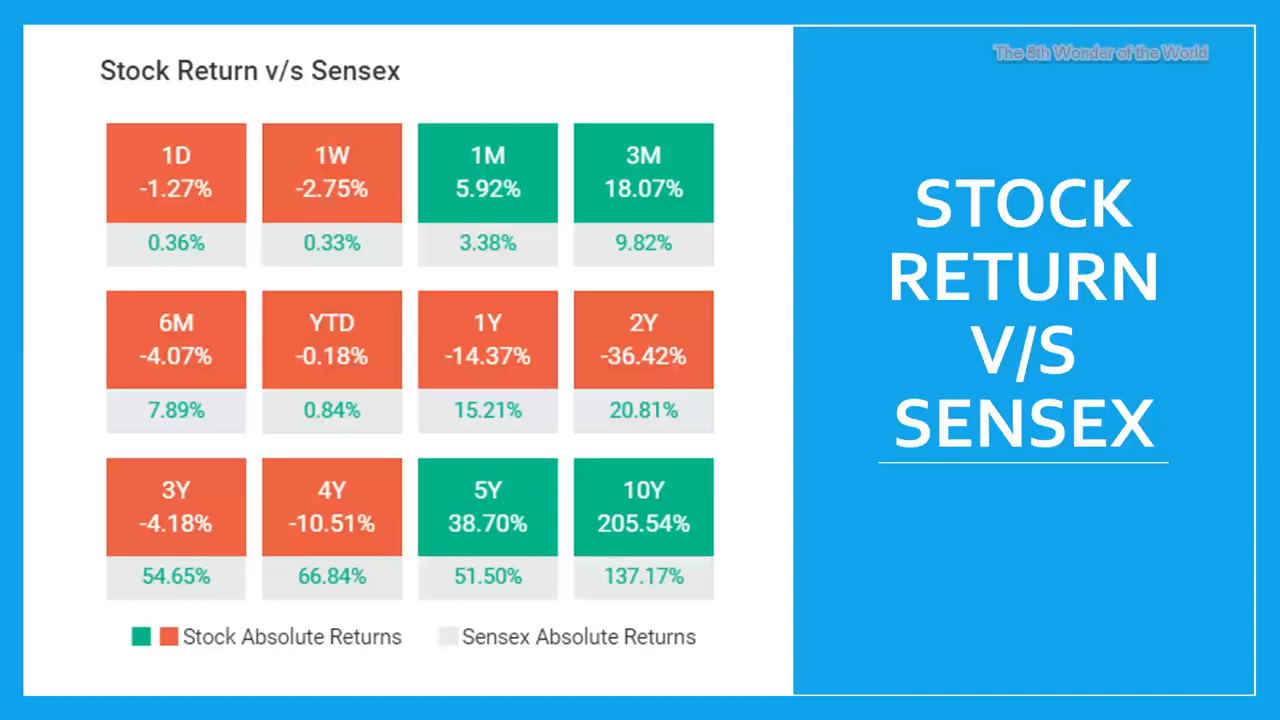 The 8th Wonder of the World
Stock Return v/s Sensex
1D 1W 1M 3M
-1.27% -2.75% 5.92% 18.07%
0.36% 0.33% 3.38% 9.82%
6M YTD 1Y 2Y
-4.07% -0.18% -14.37% -36.42%
7.89% 0.84% 15.21% 20.81%
3Y 4Y 5Y 10Y
-4.18% -10.51% 38.70% 205.54%
54.65% 66.84% 51.50% 137.17%
Stock Absolute Returns Sensex Absolute Returns
STOCK
RETURN
V/S
SENSEX